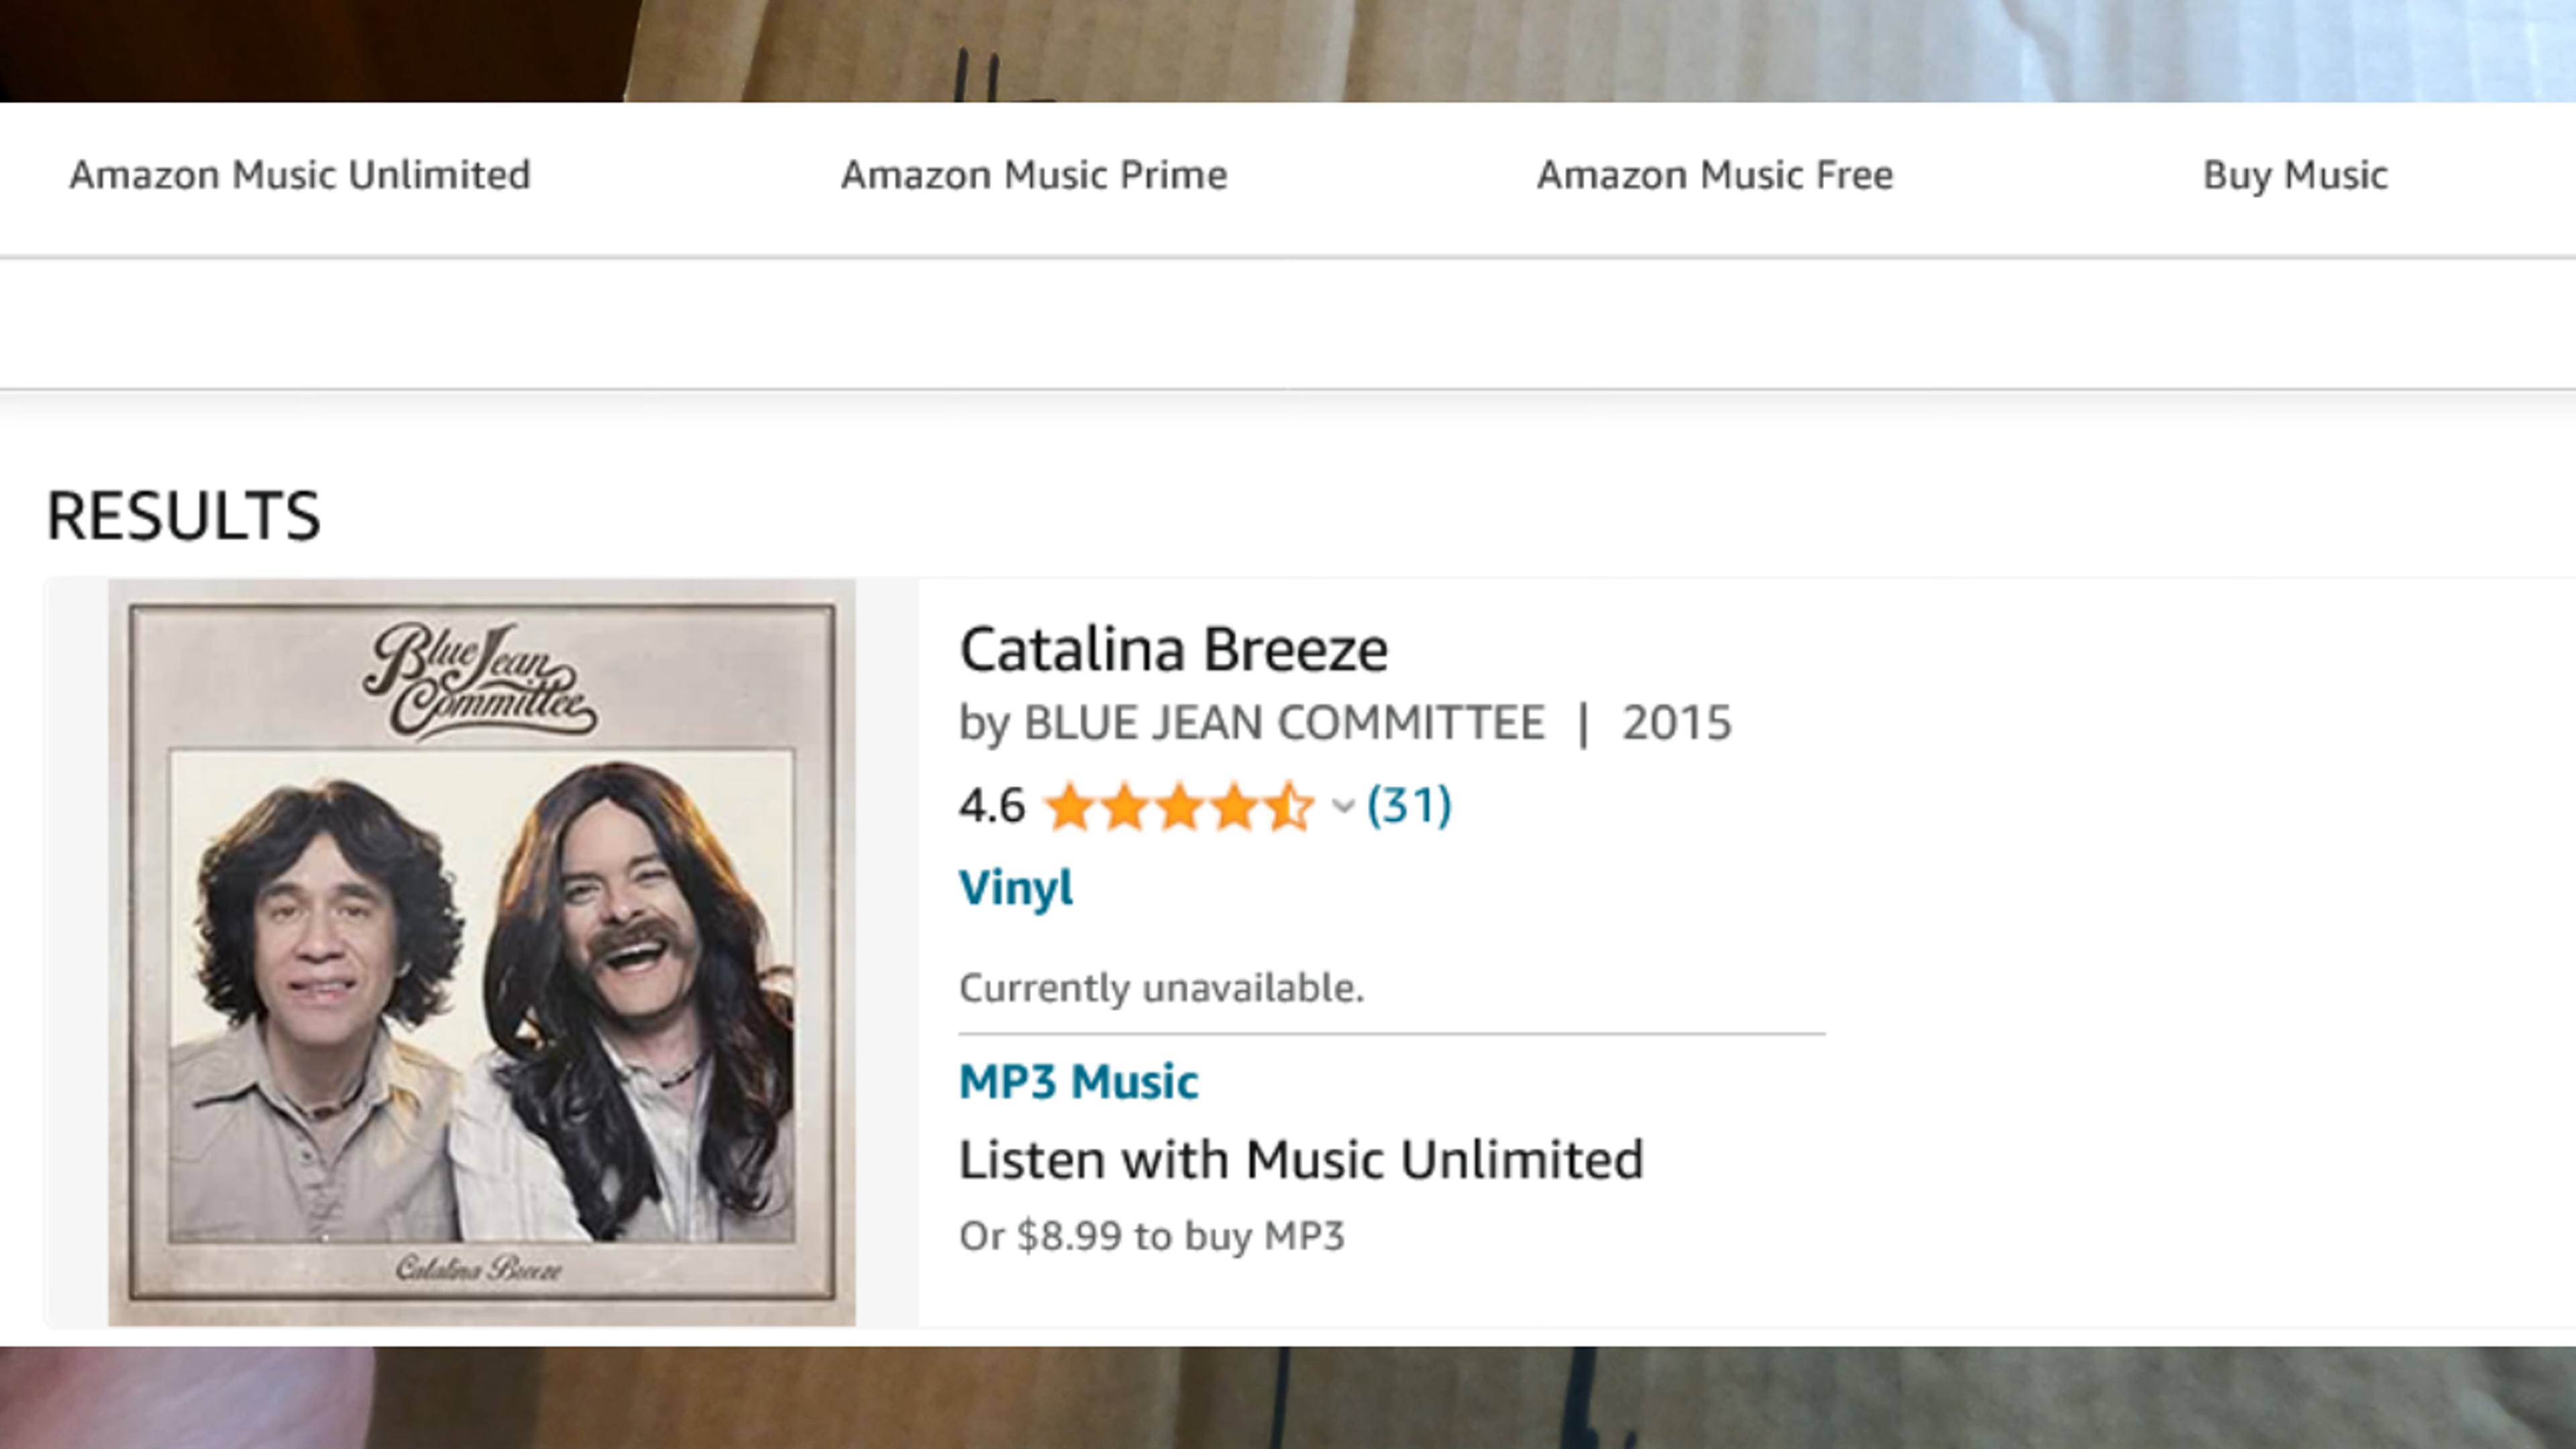 Amazon Music Unlimited Amazon Music Prime Amazon Music Free Buy Music
RESULTS
Blue Jean
Committee
Catalina Breeze
Catalina Breeze
by BLUE JEAN COMMITTEE | 2015
4.6 (31)
Vinyl
Currently unavailable.
MP3 Music
Listen with Music Unlimited
Or $8.99 to buy MP3